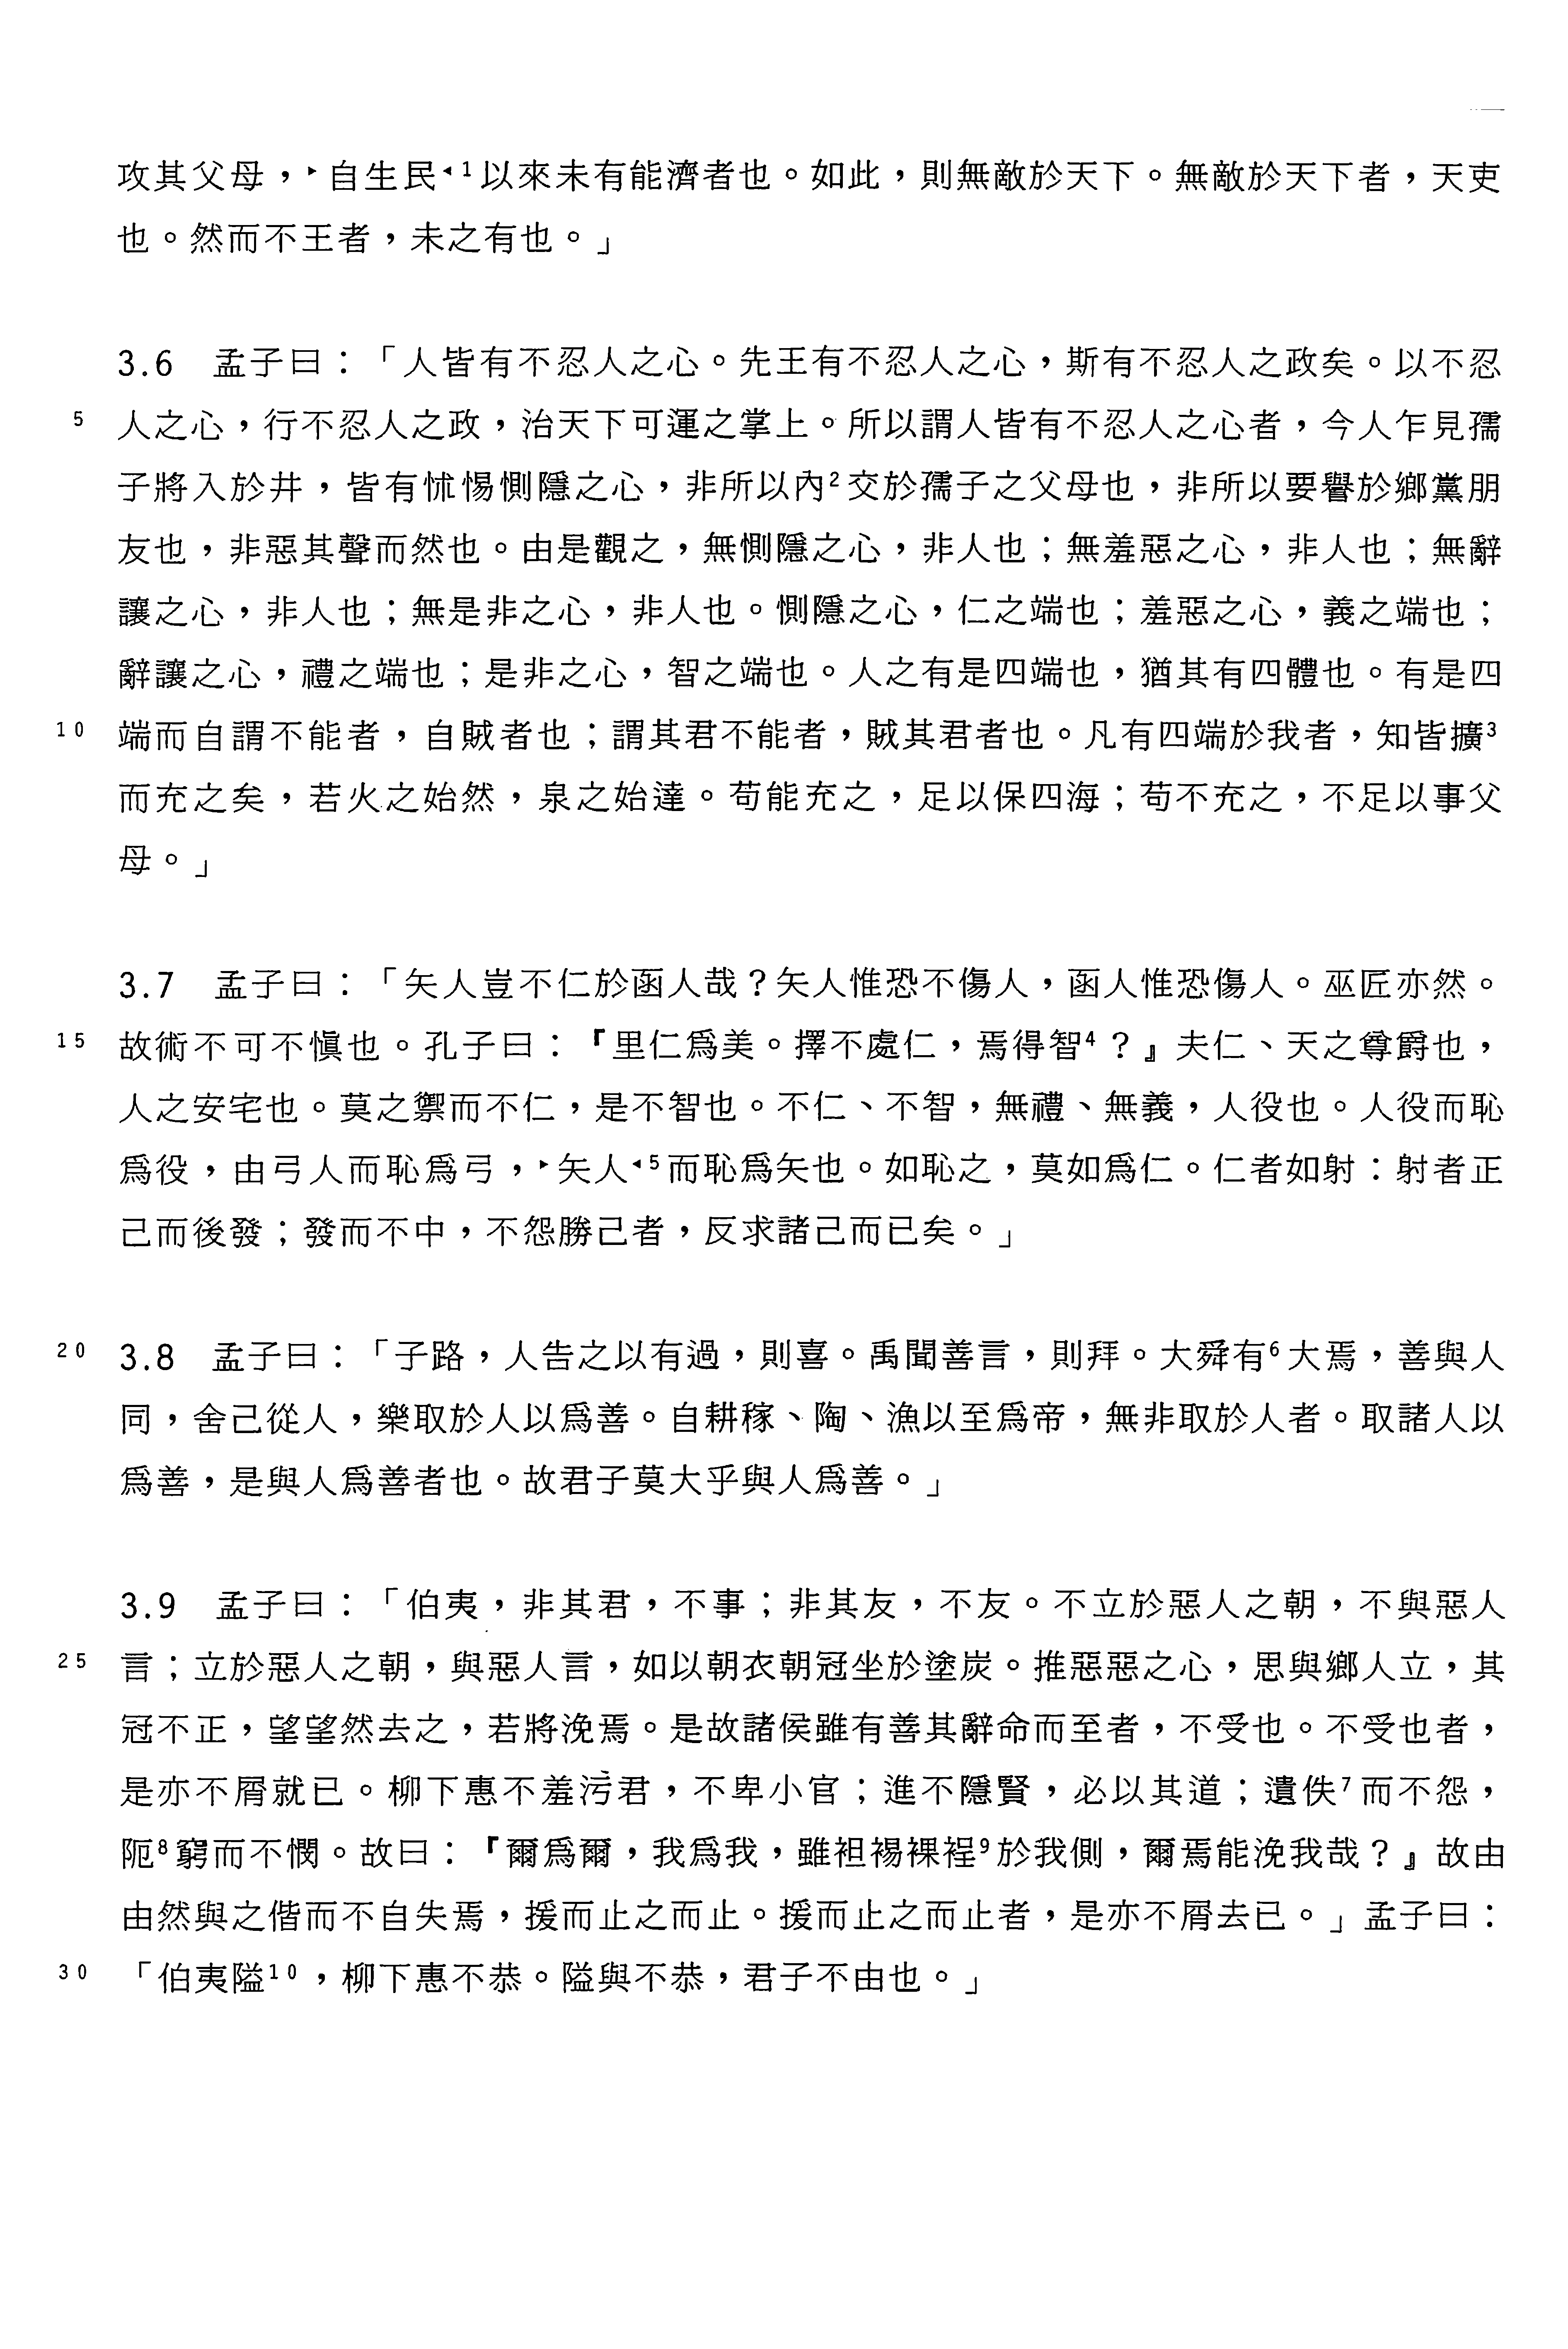 攻其父母，▸自生民◂1以來未有能濟者也。如此，則無敵於天下。無敵於天下者，天吏
也。然而不王者，未之有也。」
3.6　孟子曰：「人皆有不忍人之心。先王有不忍人之心，斯有不忍人之政矣。以不忍
5　人之心，行不忍人之政，治天下可運之掌上。所以謂人皆有不忍人之心者，今人乍見孺
子將入於井，皆有怵惕惻隱之心，非所以內2交於孺子之父母也，非所以要譽於鄉黨朋
友也，非惡其聲而然也。由是觀之，無惻隱之心，非人也；無羞惡之心，非人也；無辭
讓之心，非人也；無是非之心，非人也。惻隱之心，仁之端也；羞惡之心，義之端也；
辭讓之心，禮之端也；是非之心，智之端也。人之有是四端也，猶其有四體也。有是四
10　端而自謂不能者，自賊者也；謂其君不能者，賊其君者也。凡有四端於我者，知皆擴3
而充之矣，若火之始然，泉之始達。苟能充之，足以保四海；苟不充之，不足以事父
母。」
3.7　孟子曰：「矢人豈不仁於函人哉？矢人惟恐不傷人，函人惟恐傷人。巫匠亦然。
15　故術不可不慎也。孔子曰：『里仁爲美。擇不處仁，焉得智4？』夫仁、天之尊爵也，
人之安宅也。莫之禦而不仁，是不智也。不仁、不智，無禮、無義，人役也。人役而恥
爲役，由弓人而恥爲弓，▸矢人◂5而恥爲矢也。如恥之，莫如爲仁。仁者如射：射者正
己而後發；發而不中，不怨勝己者，反求諸己而已矣。」
20　3.8　孟子曰：「子路，人告之以有過，則喜。禹聞善言，則拜。大舜有6大焉，善與人
同，舍己從人，樂取於人以爲善。自耕稼、陶、漁以至爲帝，無非取於人者。取諸人以
爲善，是與人爲善者也。故君子莫大乎與人爲善。」
3.9　孟子曰：「伯夷，非其君，不事；非其友，不友。不立於惡人之朝，不與惡人
25　言；立於惡人之朝，與惡人言，如以朝衣朝冠坐於塗炭。推惡惡之心，思與鄉人立，其
冠不正，望望然去之，若將浼焉。是故諸侯雖有善其辭命而至者，不受也。不受也者，
是亦不屑就已。柳下惠不羞污君，不卑小官；進不隱賢，必以其道；遺佚7而不怨，
阨8窮而不憫。故曰：『爾爲爾，我爲我，雖袒裼裸裎9於我側，爾焉能浼我哉？』故由
由然與之偕而不自失焉，援而止之而止。援而止之而止者，是亦不屑去已。」孟子曰：
30　「伯夷隘10，柳下惠不恭。隘與不恭，君子不由也。」